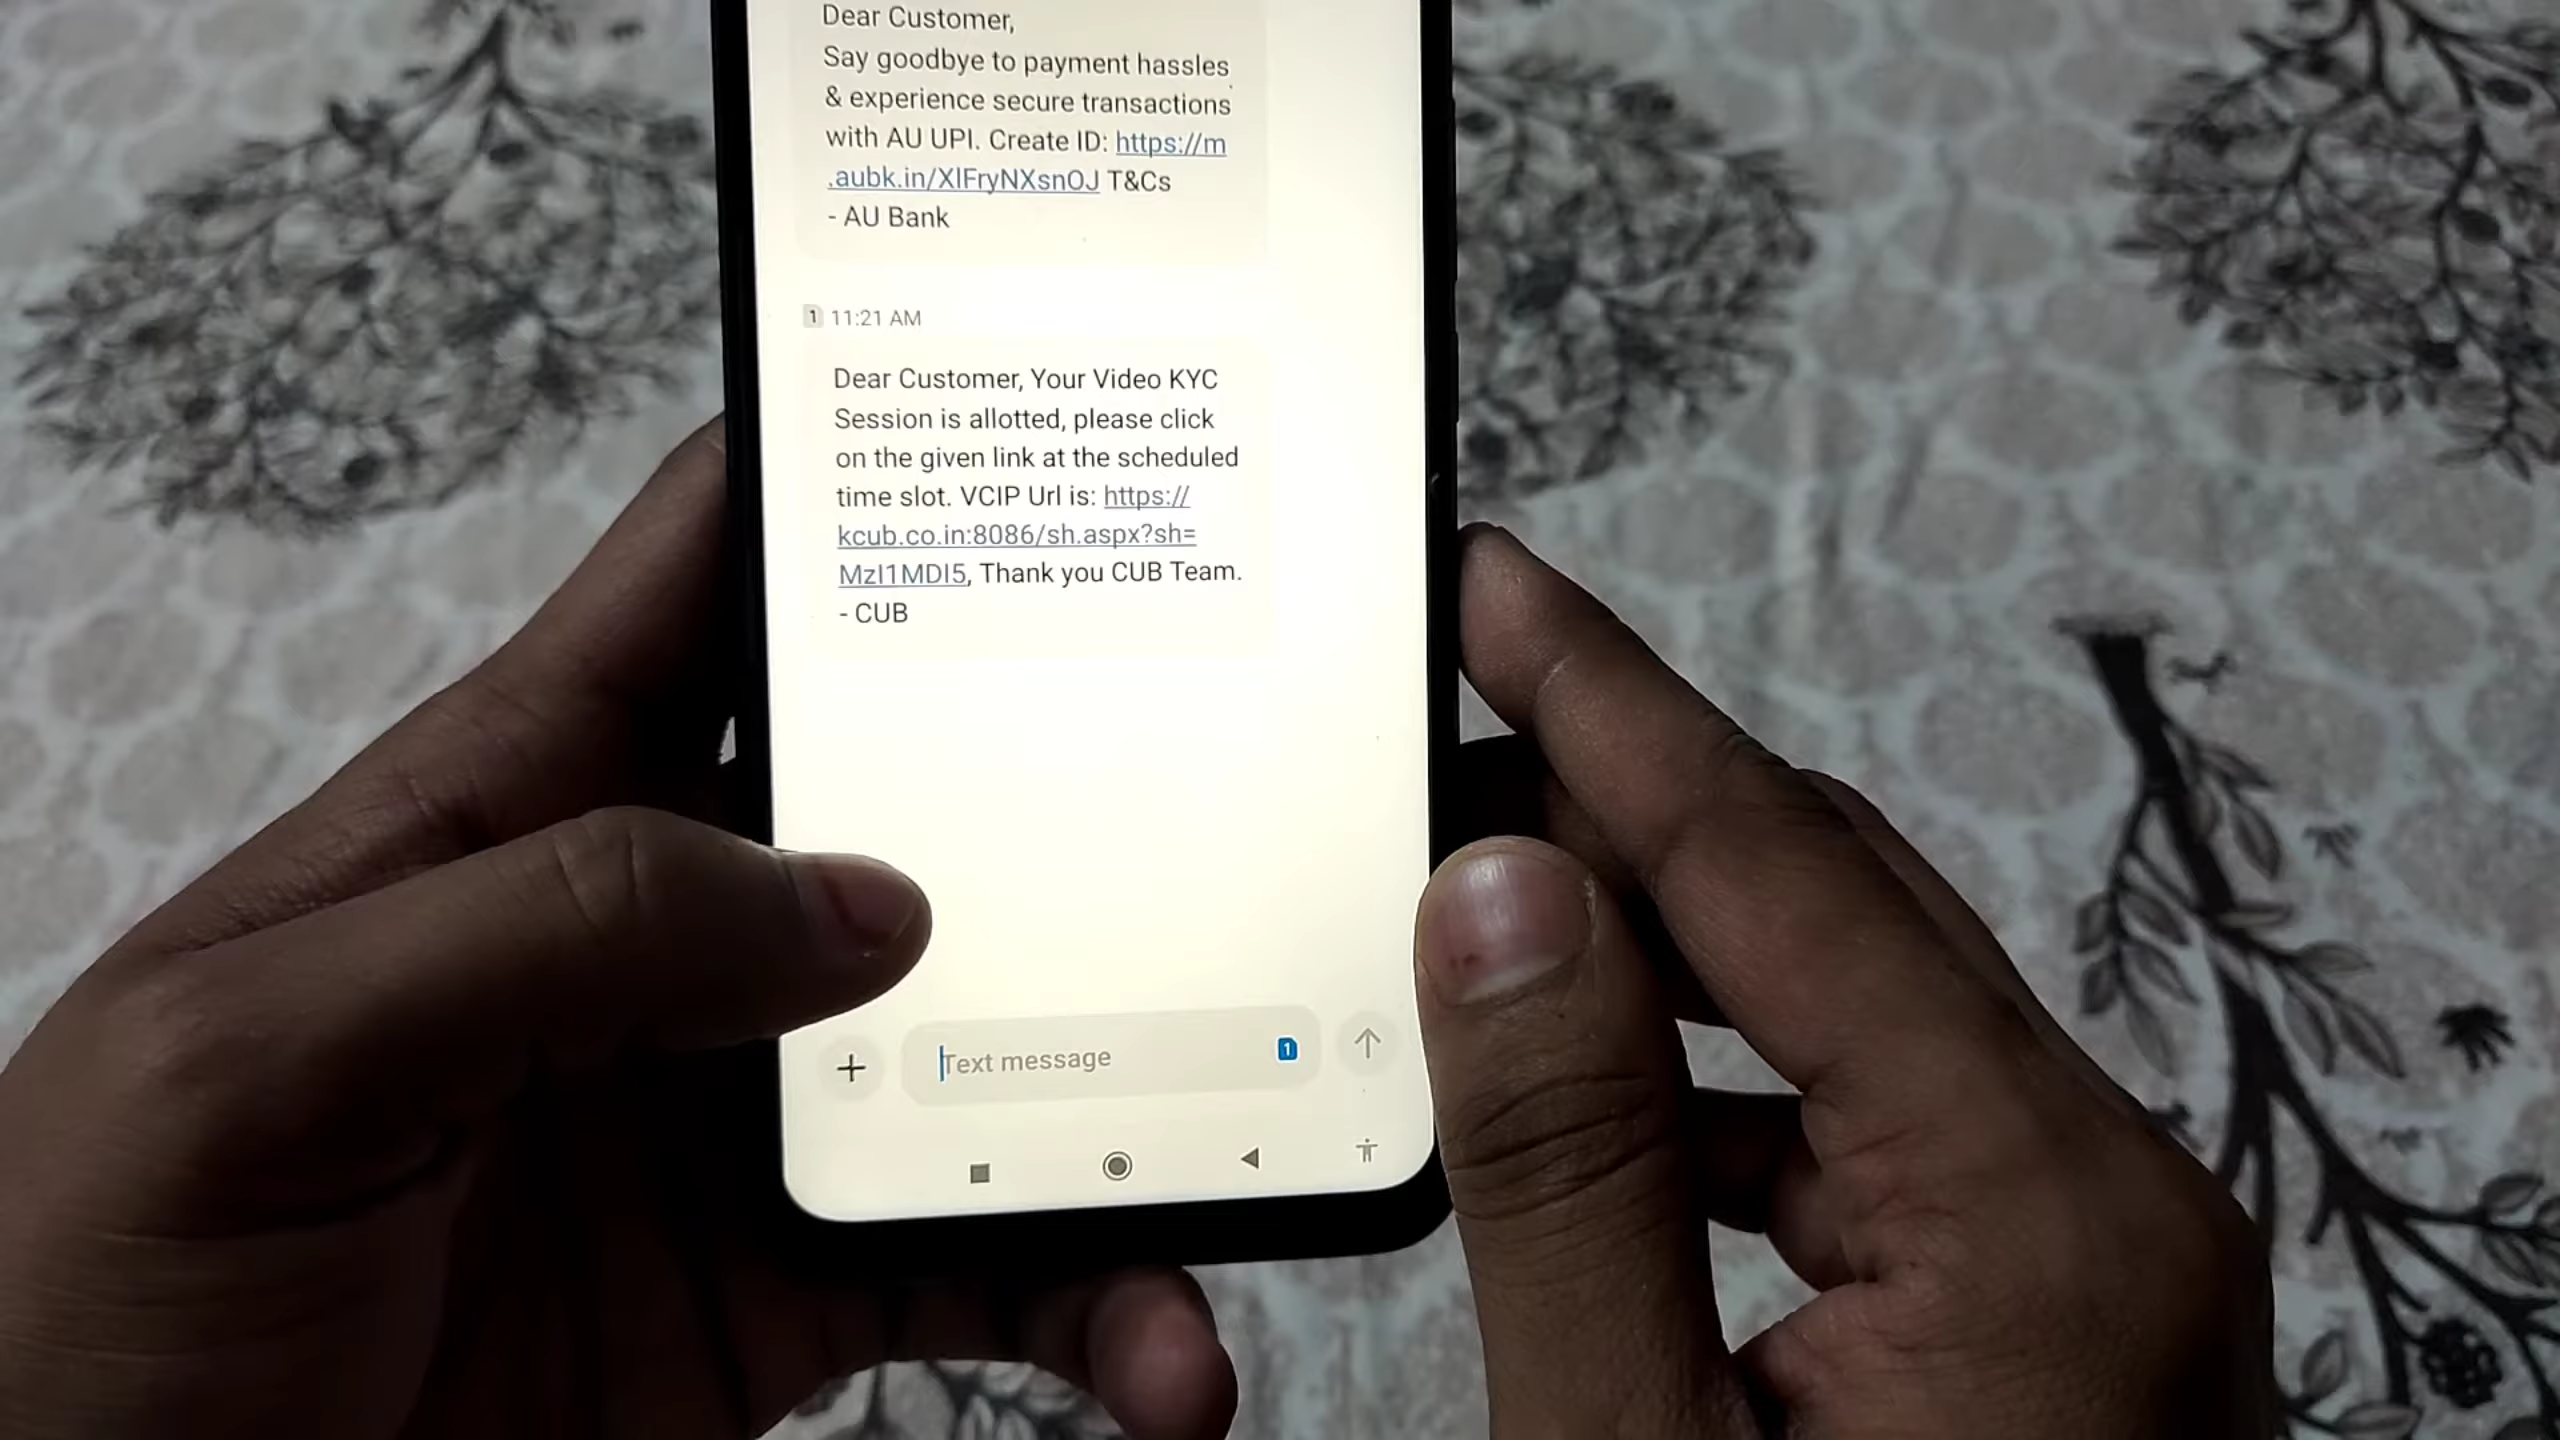 Dear Customer,
Say goodbye to payment hassles
& experience secure transactions
with AU UPI. Create ID: https://m
.aubk.in/XlFryNXsnOJ T&Cs
- AU Bank
1 11:21 AM
Dear Customer, Your Video KYC
Session is allotted, please click
on the given link at the scheduled
time slot. VCIP Url is: https://
kcub.co.in:8086/sh.aspx?sh=
MzI1MDI5, Thank you CUB Team.
- CUB
Text message
1